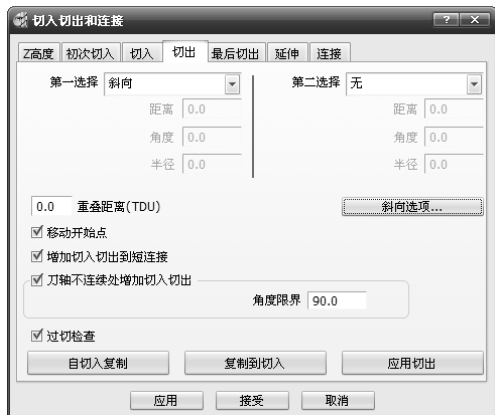 切入切出和连接
Z高度 初次切入 切入 切出 最后切出 延伸 连接
第一选择 斜向 第二选择 无
距离 0.0 距离 0.0
角度 0.0 角度 0.0
半径 0.0 半径 0.0
0.0 重叠距离(TDU) 斜向选项...
移动开始点
增加切入切出到短连接
刀轴不连续处增加切入切出
角度限界 90.0
过切检查
自切入复制 复制到切入 应用切出
应用 接受 取消